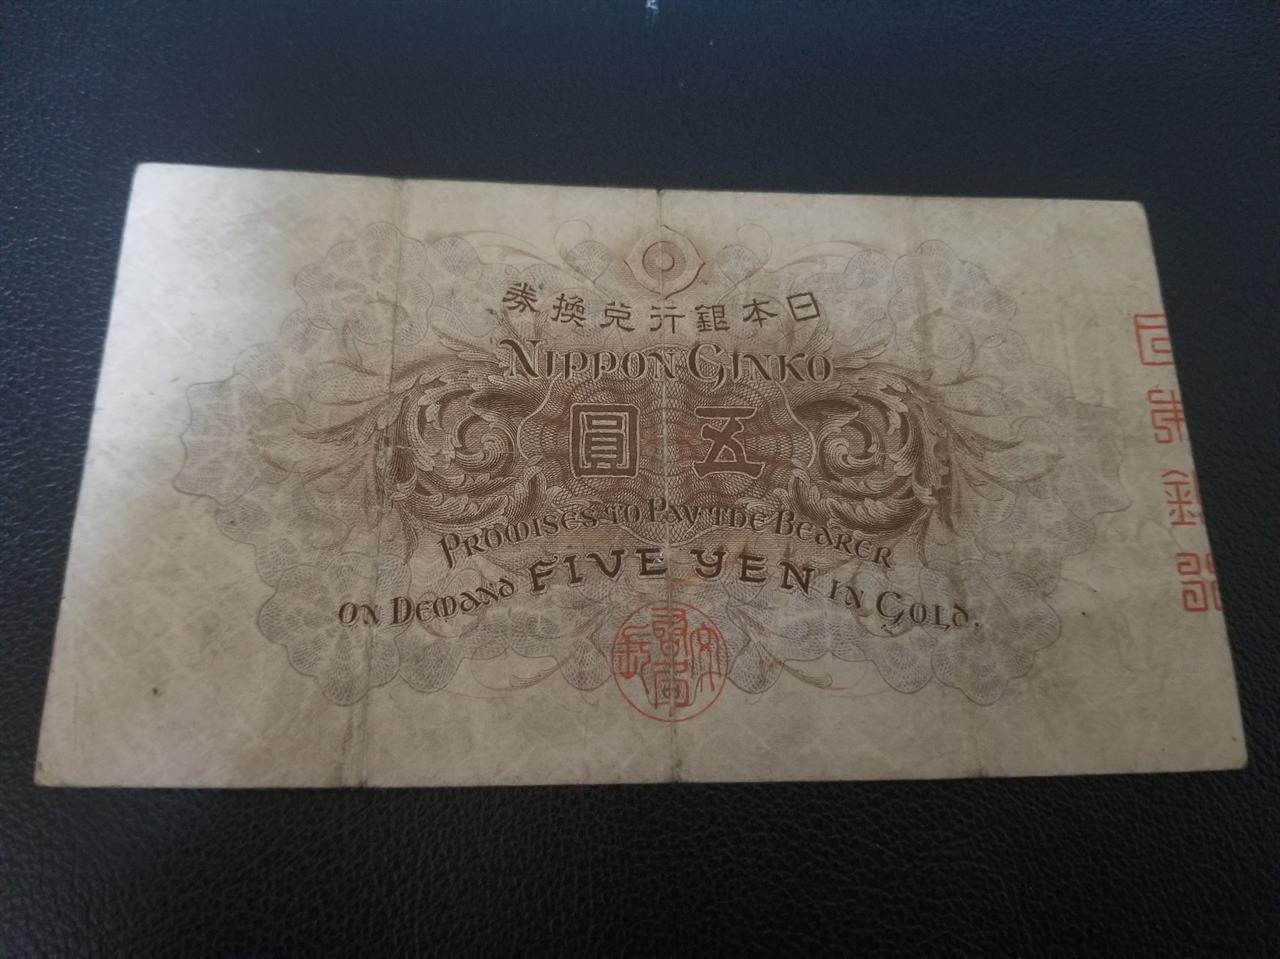 日本銀行兌換券
NIPPON GINKO
五圓
PROMISES TO PAY THE BEARER
ON DEMAND FIVE YEN IN GOLD.